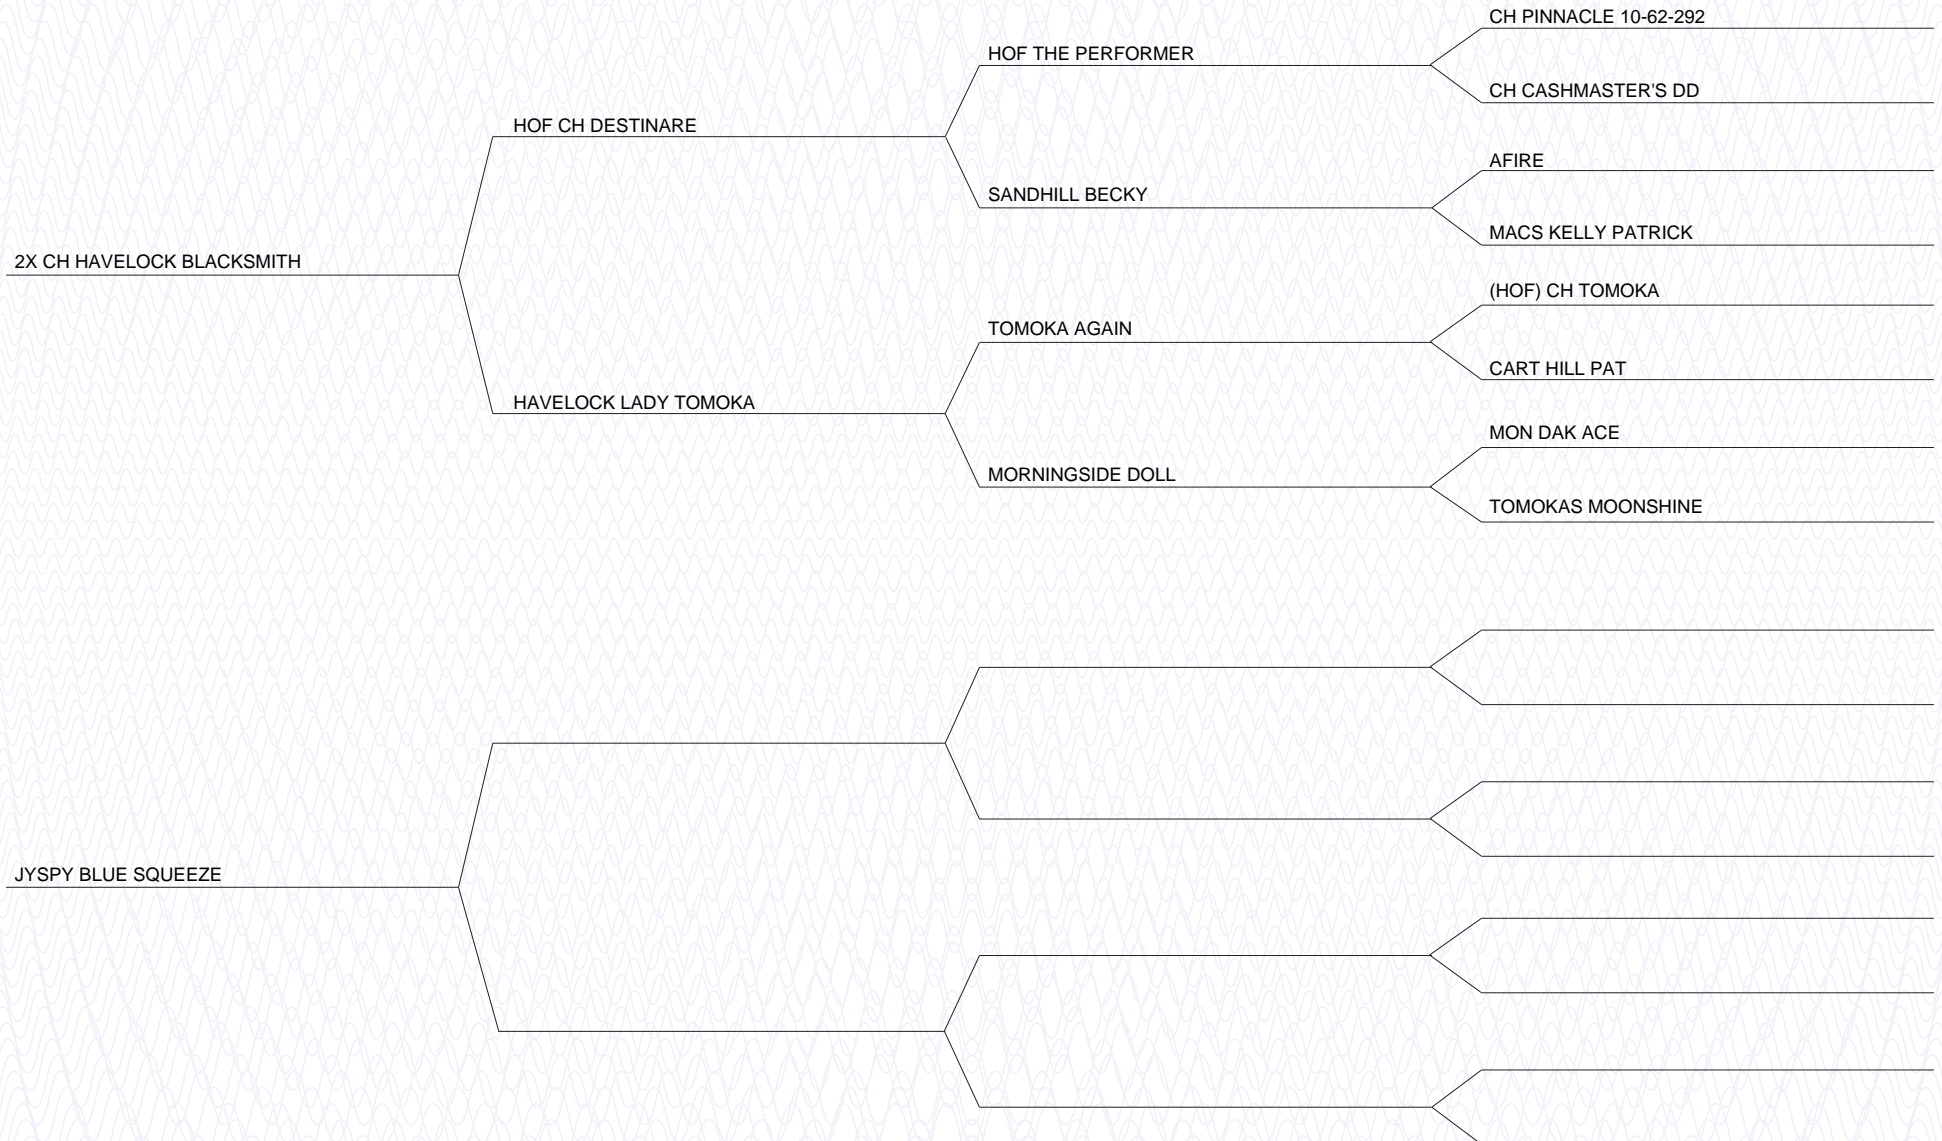 CH PINNACLE 10-62-292
HOF THE PERFORMER
CH CASHMASTER'S DD
HOF CH DESTINARE
AFIRE
SANDHILL BECKY
MACS KELLY PATRICK
2X CH HAVELOCK BLACKSMITH
(HOF) CH TOMOKA
TOMOKA AGAIN
CART HILL PAT
HAVELOCK LADY TOMOKA
MON DAK ACE
MORNINGSIDE DOLL
TOMOKAS MOONSHINE
JYSPY BLUE SQUEEZE